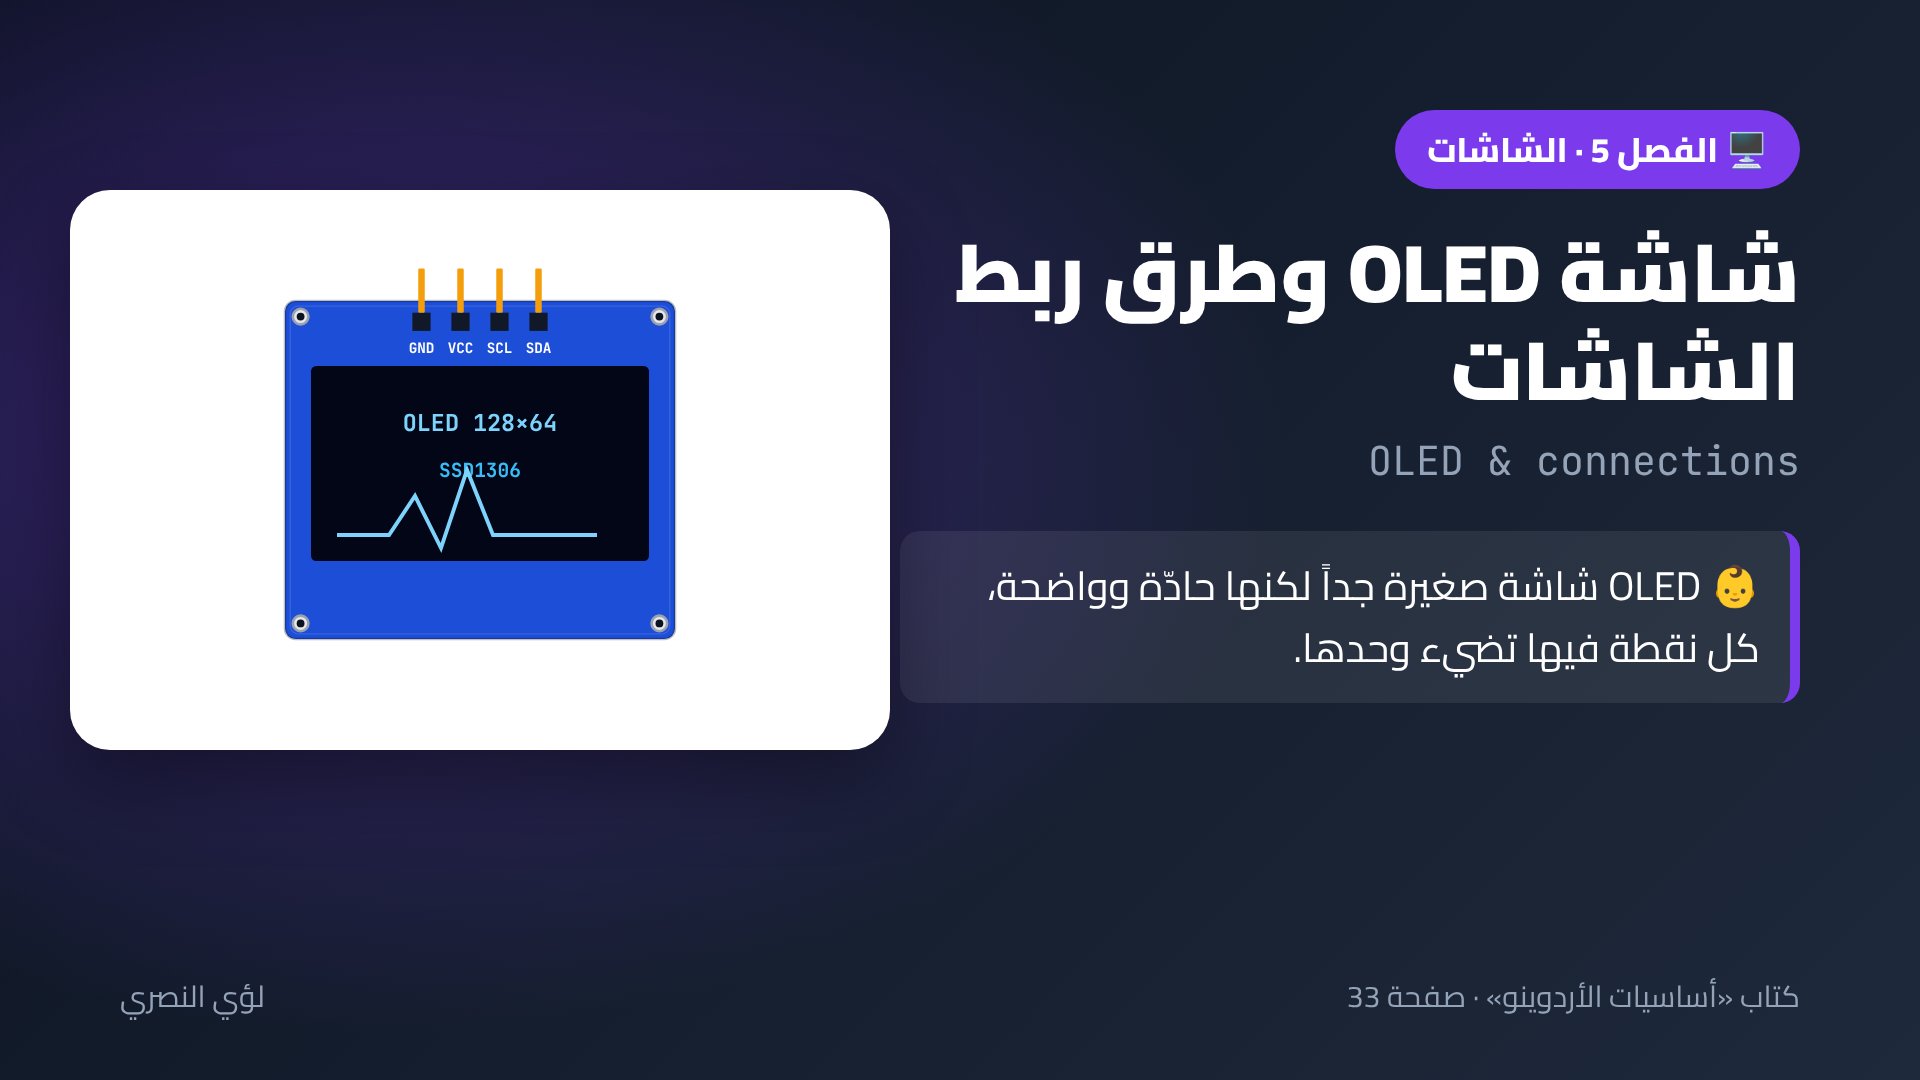 🖥️ الفصل 5 · الشاشات
شاشة OLED وطرق ربط
الشاشات
OLED & connections
👶 OLED شاشة صغيرة جداً لكنها حادّة وواضحة،
كل نقطة فيها تضيء وحدها.
GND VCC SCL SDA
OLED 128×64
SSD1306
كتاب «أساسيات الأردوينو» · صفحة 33
لؤي النصري